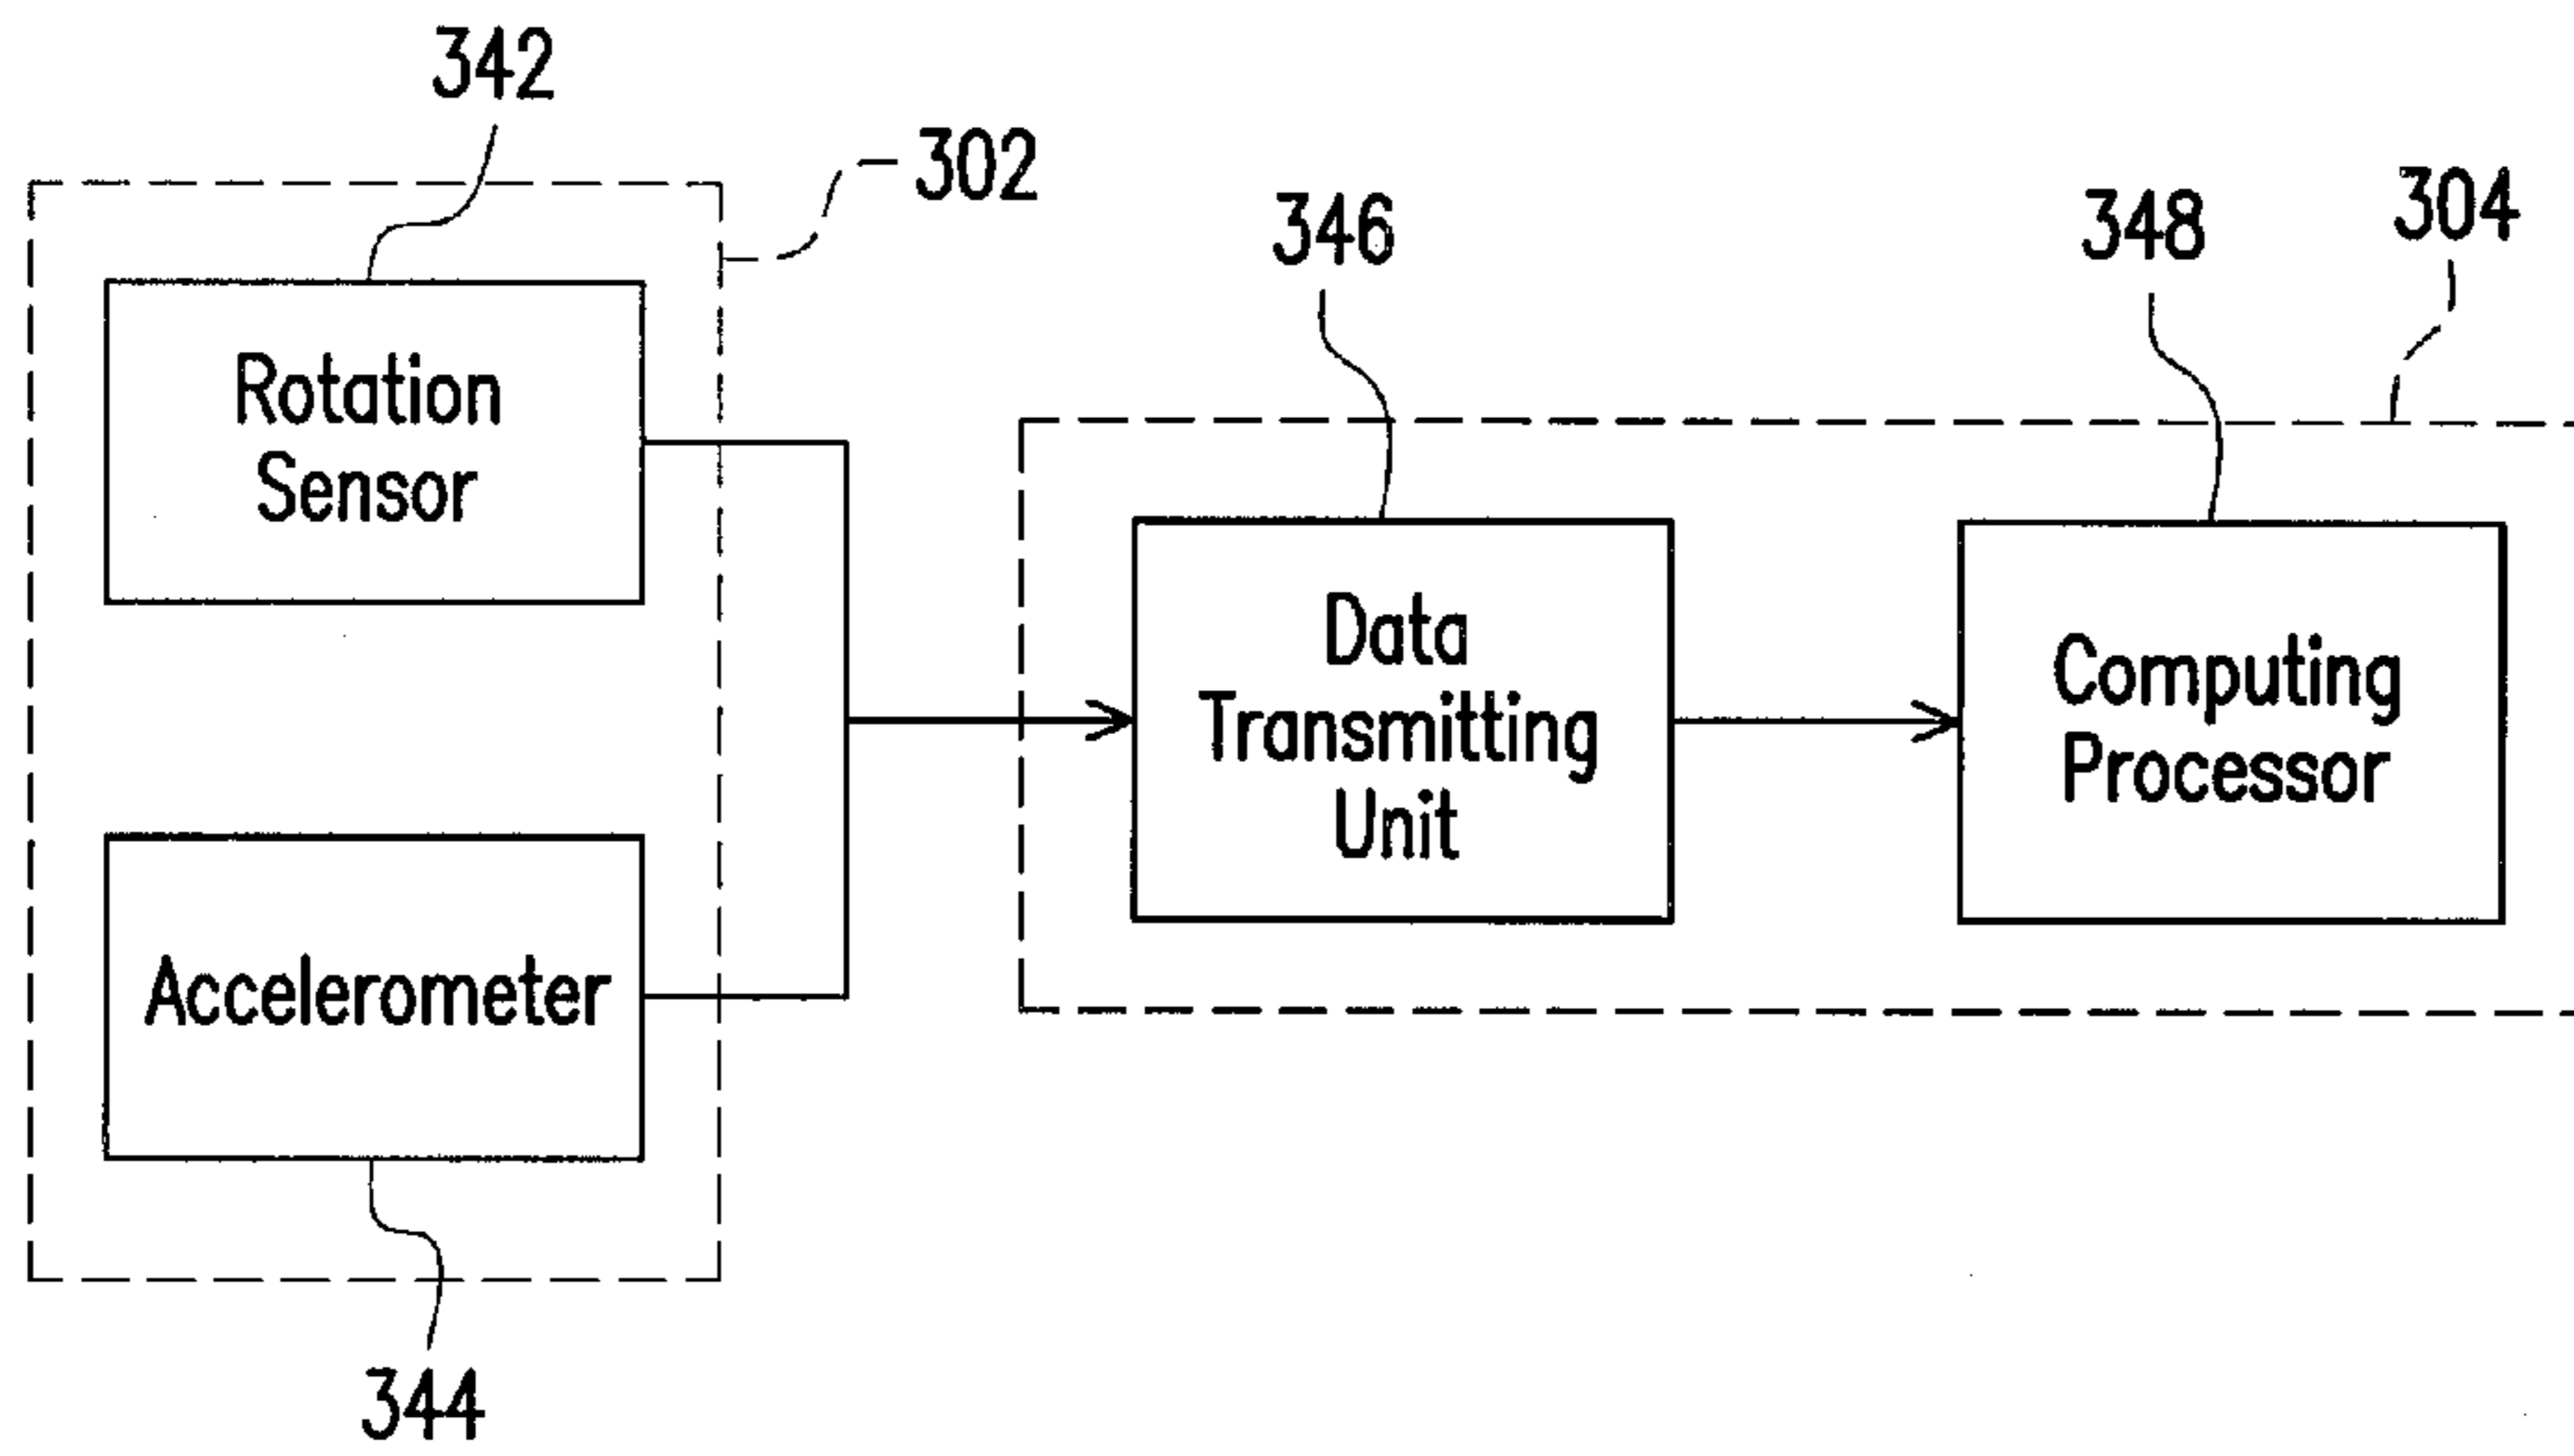 342
302
304
346
348
Rotation
Sensor
Data
Transmitting
Unit
Computing
Processor
Accelerometer
344